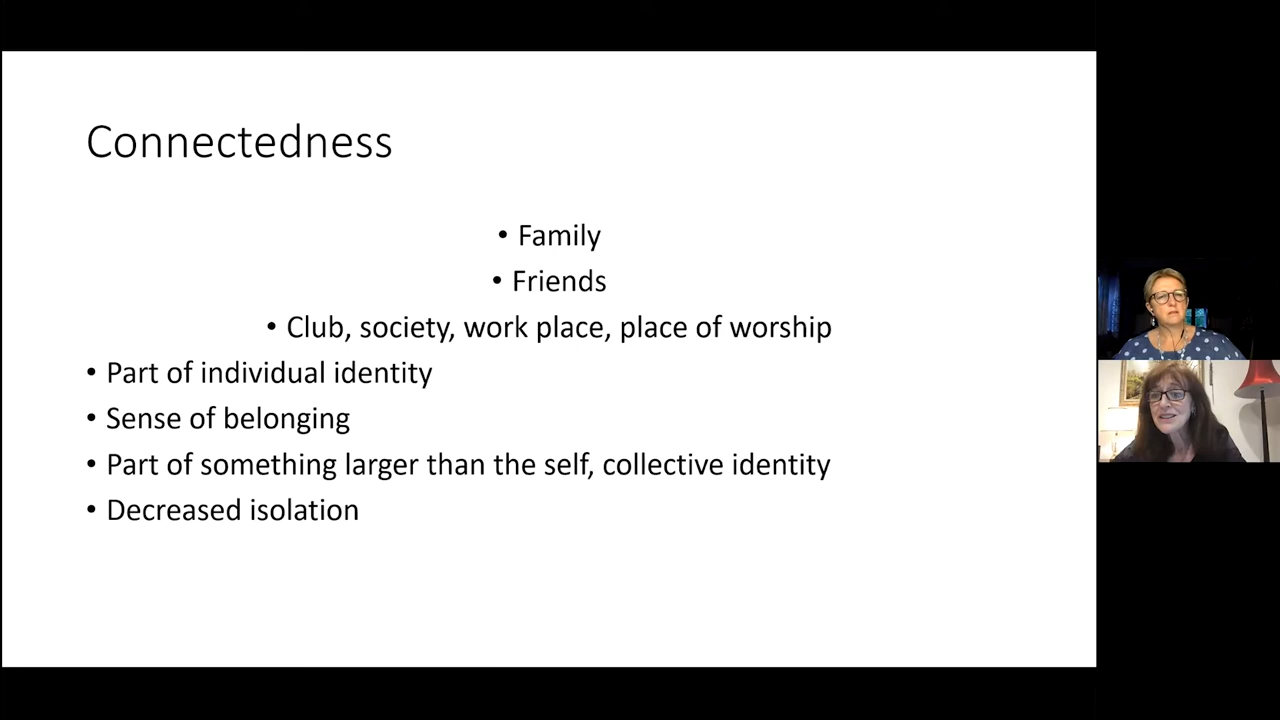 Connectedness
• Family
• Friends
• Club, society, work place, place of worship
• Part of individual identity
• Sense of belonging
• Part of something larger than the self, collective identity
• Decreased isolation